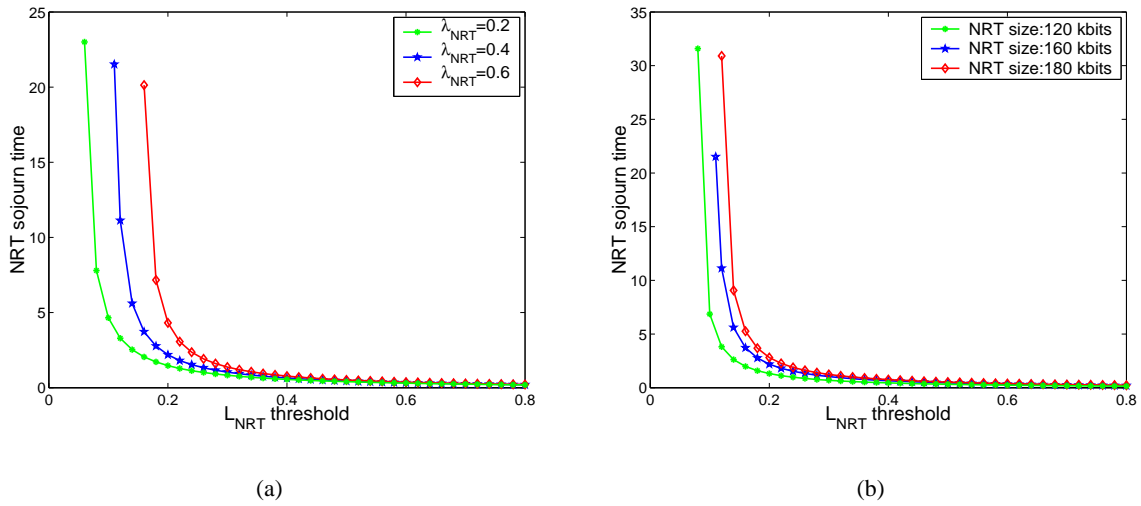 25
20
15
10
5
0
NRT sojourn time
0
0.2
0.4
0.6
0.8
L_NRT threshold
λ_NRT=0.2
λ_NRT=0.4
λ_NRT=0.6
(a)
35
30
25
20
15
10
5
0
NRT sojourn time
0
0.2
0.4
0.6
0.8
L_NRT threshold
NRT size:120 kbits
NRT size:160 kbits
NRT size:180 kbits
(b)